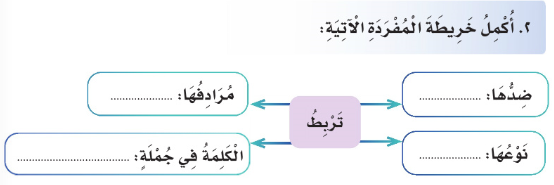 ٢. أُكْمِلُ خَرِيطَةَ الْمُفْرَدَةِ الْآتِيَةِ:
ضِدُّهَا: ..................
مُرَادِفُهَا: ..................
تَرْبِطُ
نَوْعُهَا: ..................
الْكَلِمَةُ فِي جُمْلَةٍ: ................................